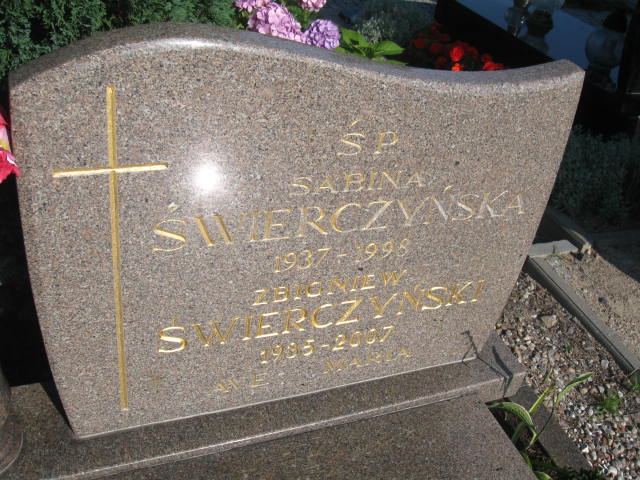 Ś P
SABINA
ŚWIERCZYŃSKA
1937 - 1998
ZBIGNIEW
ŚWIERCZYŃSKI
1935-2007
AVE MARIA